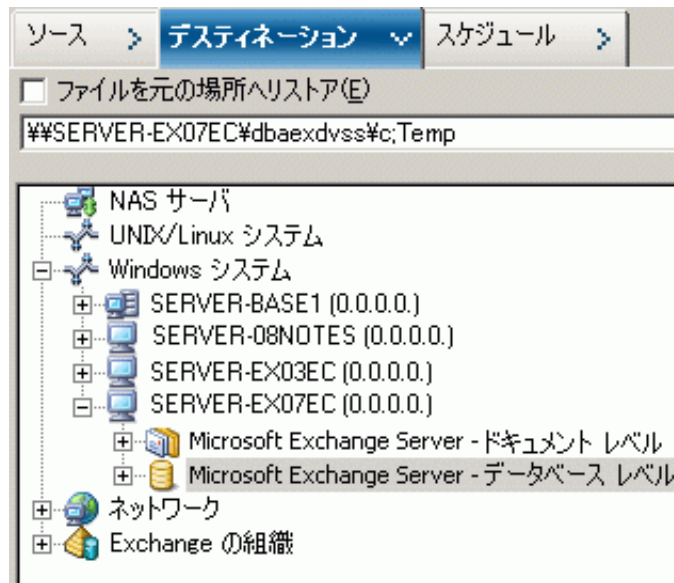 ソース デスティネーション スケジュール
ファイルを元の場所へリストア(E)
¥¥SERVER-EX07EC¥dbaexdvss¥c;Temp
NAS サーバ
UNIX/Linux システム
Windows システム
SERVER-BASE1 (0.0.0.0.)
SERVER-08NOTES (0.0.0.0.)
SERVER-EX03EC (0.0.0.0.)
SERVER-EX07EC (0.0.0.0.)
Microsoft Exchange Server - ドキュメント レベル
Microsoft Exchange Server - データベース レベル
ネットワーク
Exchange の組織